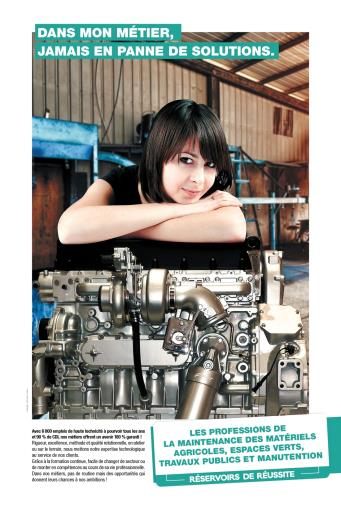 DANS MON MÉTIER,
JAMAIS EN PANNE DE SOLUTIONS.
Avec 6 000 emplois de haute technicité à pourvoir tous les ans
et 90 % de CDI, nos métiers offrent un avenir 100 % garanti !
Rigueur, excellence, méthode et qualité relationnelle, en atelier
ou sur le terrain, nous mettons notre expertise technologique
au service de nos clients.
Grâce à la formation continue, facile de changer de secteur ou
de monter en compétences au cours de sa vie professionnelle.
Dans nos métiers, pas de routine mais des opportunités qui
donnent leurs chances à nos ambitions !
LES PROFESSIONS DE
LA MAINTENANCE DES MATÉRIELS
AGRICOLES, ESPACES VERTS,
TRAVAUX PUBLICS ET MANUTENTION
RÉSERVOIRS DE RÉUSSITE